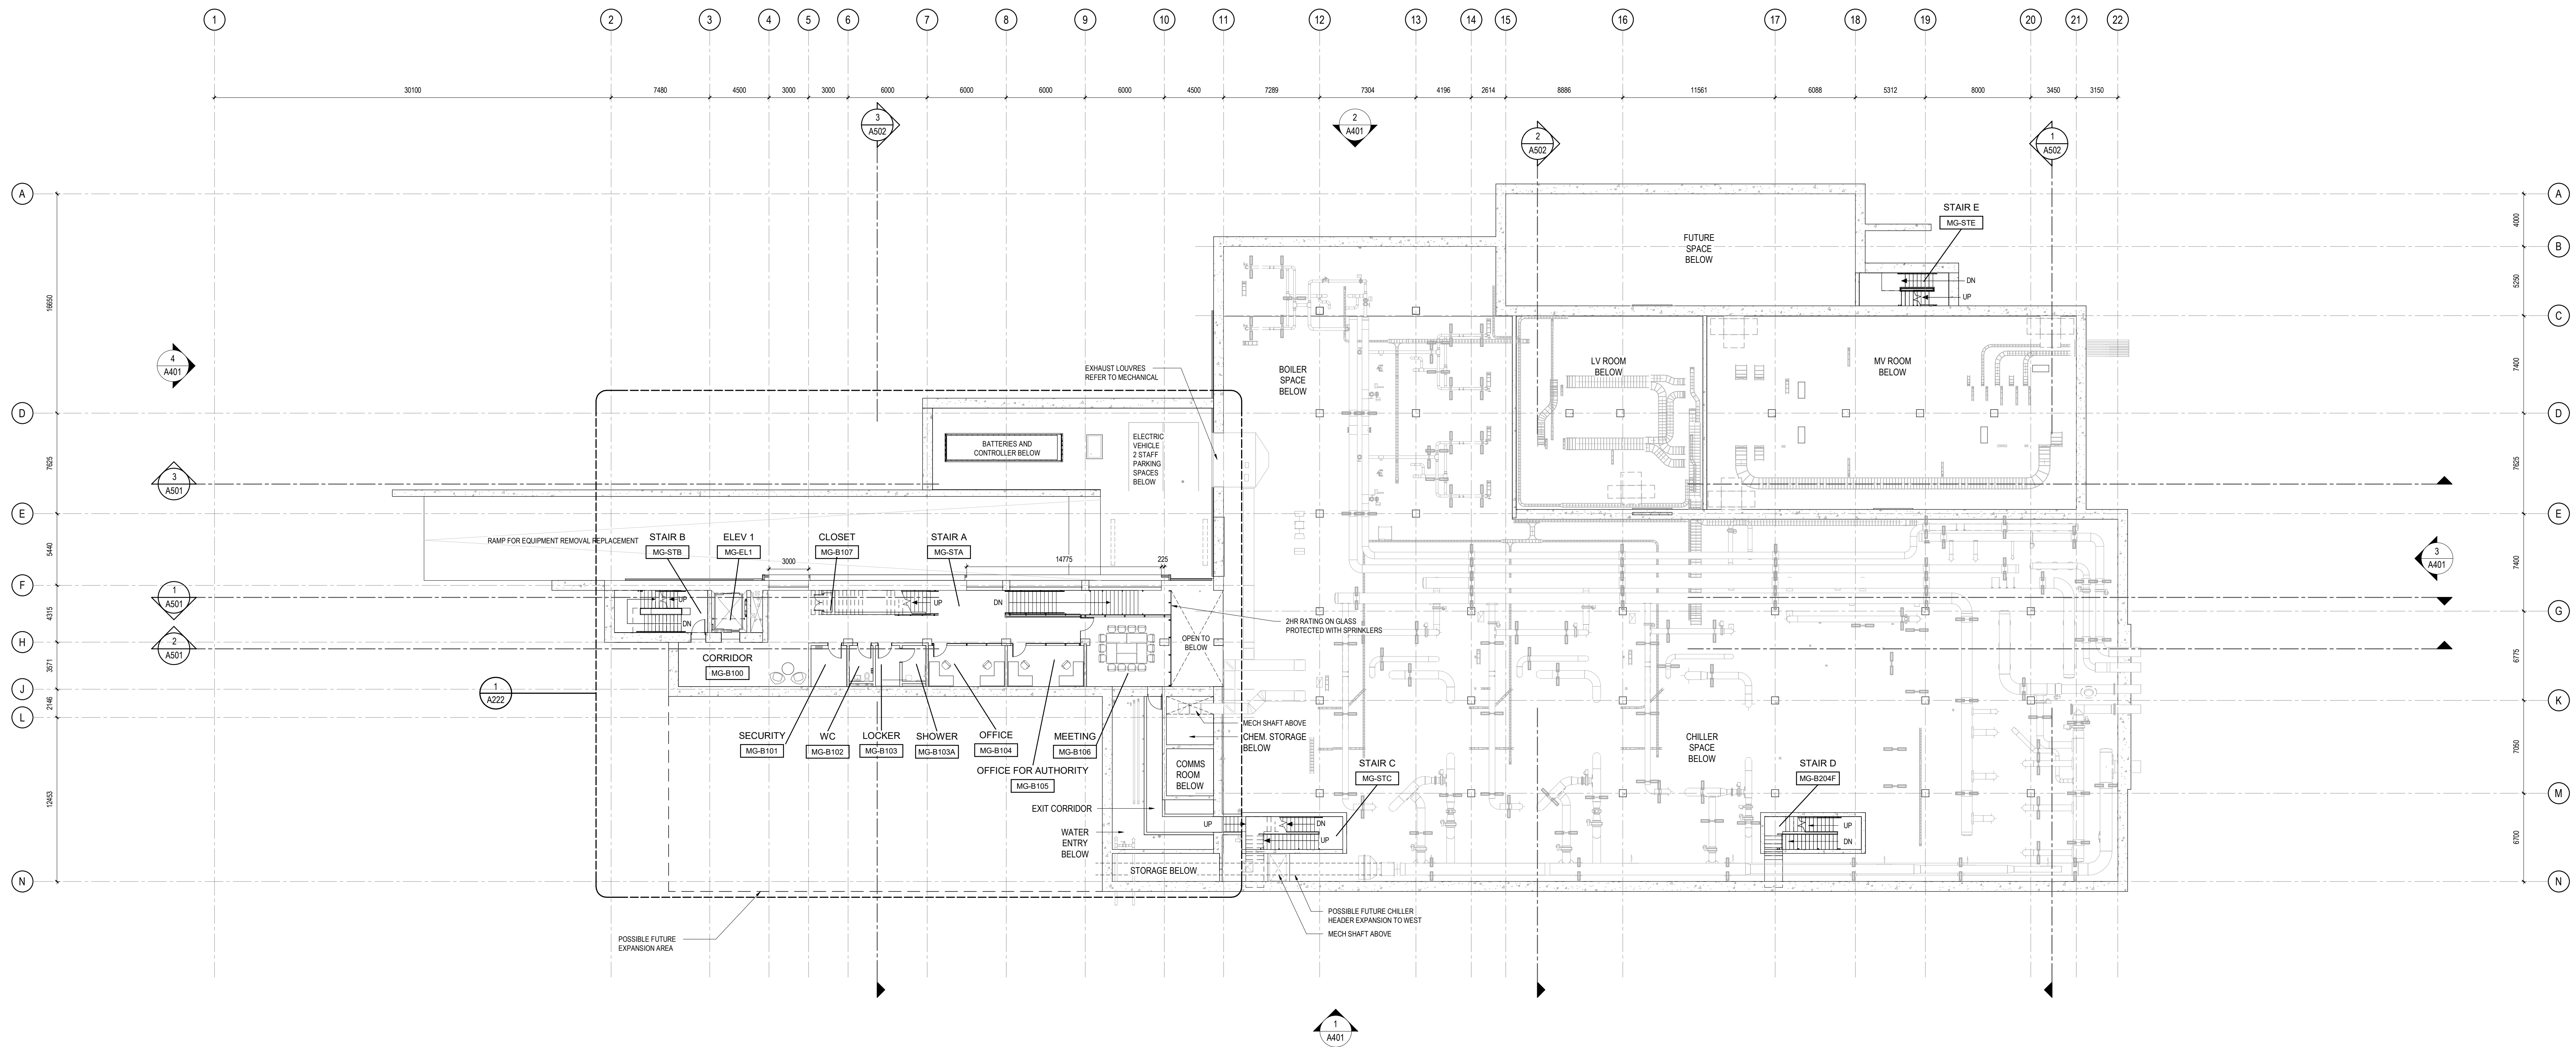 1 2 3 4 5 6 7 8 9 10 11 12 13 14 15 16 17 18 19 20 21 22
30100 7480 4500 3000 3000 6000 6000 6000 6000 4500 7289 7304 4196 2614 8886 11561 6088 5312 8000 3450 3150
3
A502
2
A401
2
A502
1
A502
A
A
STAIR E
MG-STE
4000
FUTURE
SPACE
BELOW
B
DN
UP
5250
16650
C
4
A401
EXHAUST LOUVRES
REFER TO MECHANICAL
BOILER
SPACE
BELOW
LV ROOM
BELOW
MV ROOM
BELOW
7400
D
D
BATTERIES AND
CONTROLLER BELOW
ELECTRIC
VEHICLE
2 STAFF
PARKING
SPACES
BELOW
7625
7625
3
A501
E
E
RAMP FOR EQUIPMENT REMOVAL REPLACEMENT
STAIR B
MG-STB
ELEV 1
MG-EL1
CLOSET
MG-B107
STAIR A
MG-STA
3000
14775
225
5440
7400
3
A401
F
1
A501
UP
DN
UP
DN
4315
G
2HR RATING ON GLASS
PROTECTED WITH SPRINKLERS
OPEN TO
BELOW
H
2
A501
CORRIDOR
MG-B100
3571
6775
J
1
A222
2146
K
L
MECH SHAFT ABOVE
CHEM. STORAGE
BELOW
SECURITY
MG-B101
WC
MG-B102
LOCKER
MG-B103
SHOWER
MG-B103A
OFFICE
MG-B104
MEETING
MG-B106
OFFICE FOR AUTHORITY
MG-B105
COMMS
ROOM
BELOW
CHILLER
SPACE
BELOW
STAIR C
MG-STC
STAIR D
MG-B204F
7050
12453
M
EXIT CORRIDOR
UP
DN
UP
UP
DN
WATER
ENTRY
BELOW
6700
STORAGE BELOW
N
N
POSSIBLE FUTURE CHILLER
HEADER EXPANSION TO WEST
MECH SHAFT ABOVE
POSSIBLE FUTURE
EXPANSION AREA
1
A401